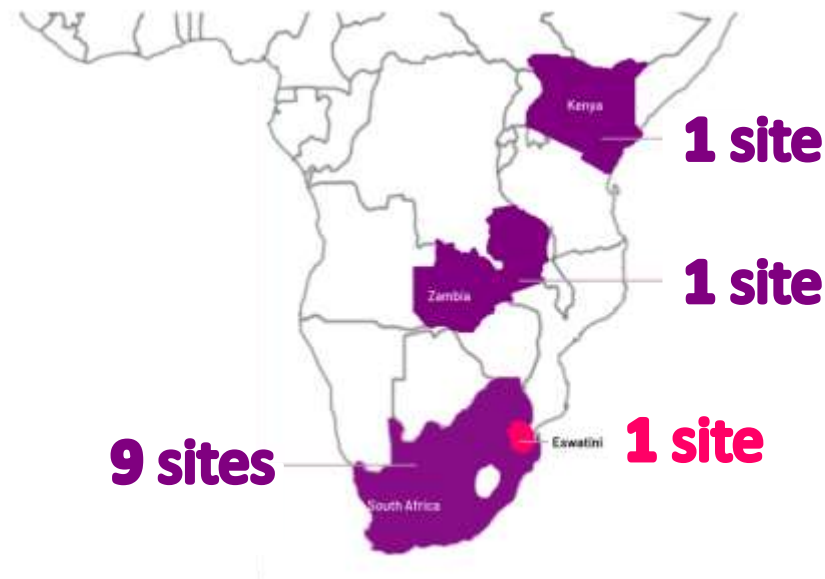 Kenya
1 site
1 site
Zambia
Eswatini
1 site
9 sites
South Africa